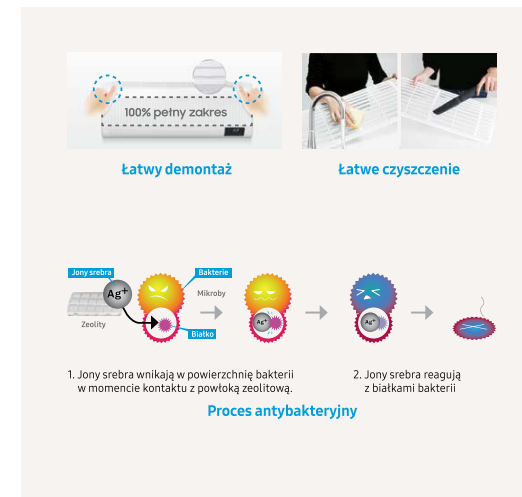 100% pełny zakres
Łatwy demontaż
Łatwe czyszczenie
Jony srebra
Ag+
Bakterie
Mikroby
Zeolity
Białko
Ag+
Ag+
1. Jony srebra wnikają w powierzchnię bakterii
w momencie kontaktu z powłoką zeolitową.
2. Jony srebra reagują
z białkami bakterii
Proces antybakteryjny